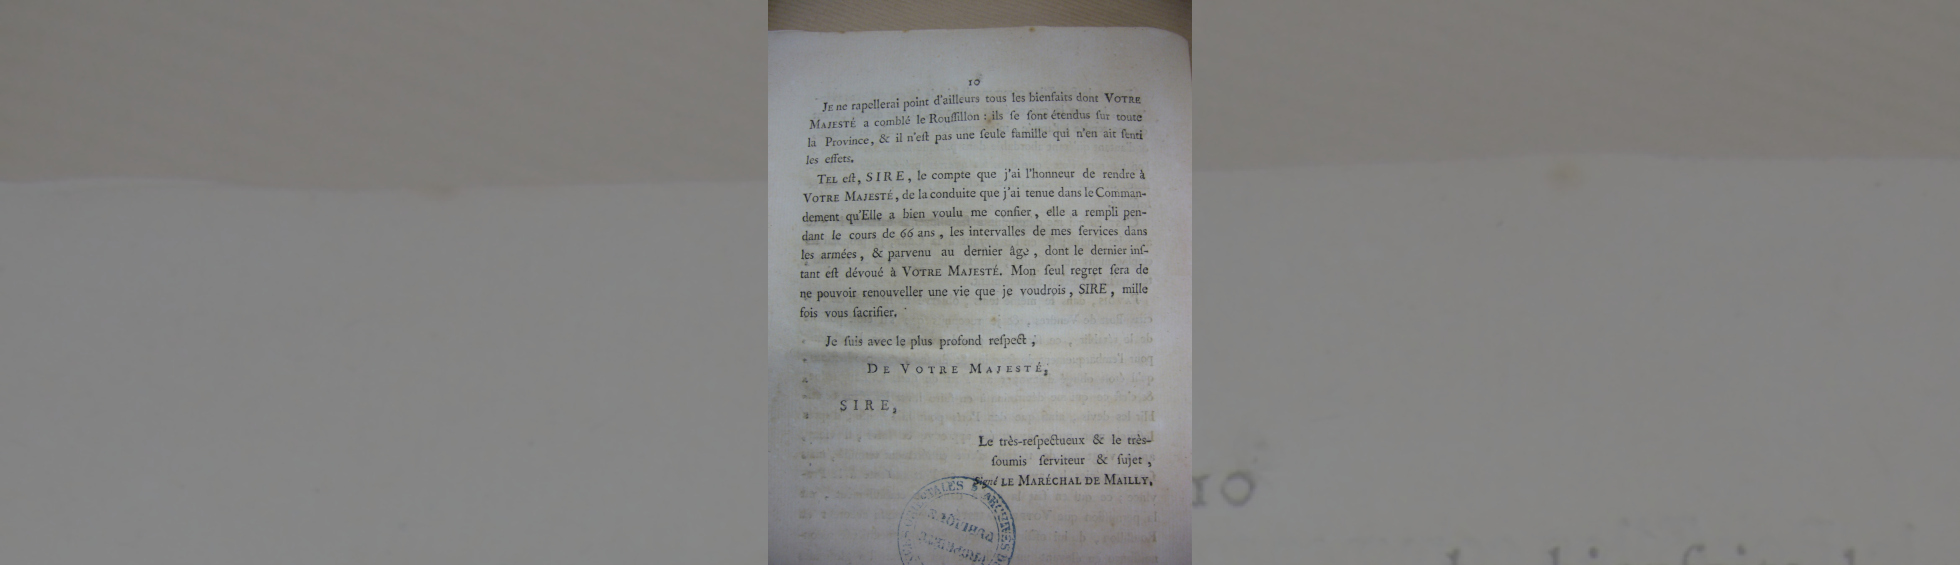 10
JE ne rapellerai point d'ailleurs tous les bienfaits dont VOTRE
MAJESTÉ a comblé le Rouſſillon : ils ſe ſont étendus ſur toute
la Province, & il n'eſt pas une ſeule famille qui n'en ait ſenti
les effets.
TEL eſt, SIRE, le compte que j'ai l'honneur de rendre à
VOTRE MAJESTÉ, de la conduite que j'ai tenue dans le Comman-
dement qu'Elle a bien voulu me confier, elle a rempli pen-
dant le cours de 66 ans, les intervalles de mes ſervices dans
les armées, & parvenu au dernier âge, dont le dernier inſ-
tant eſt dévoué à VOTRE MAJESTÉ. Mon ſeul regret ſera de
ne pouvoir renouveller une vie que je voudrois, SIRE, mille
fois vous ſacrifier.
Je ſuis avec le plus profond reſpect,
DE VOTRE MAJESTÉ,
SIRE,
Le très-reſpectueux & le très-
ſoumis ſerviteur & ſujet,
Signé LE MARÉCHAL DE MAILLY.
ARCHIVES